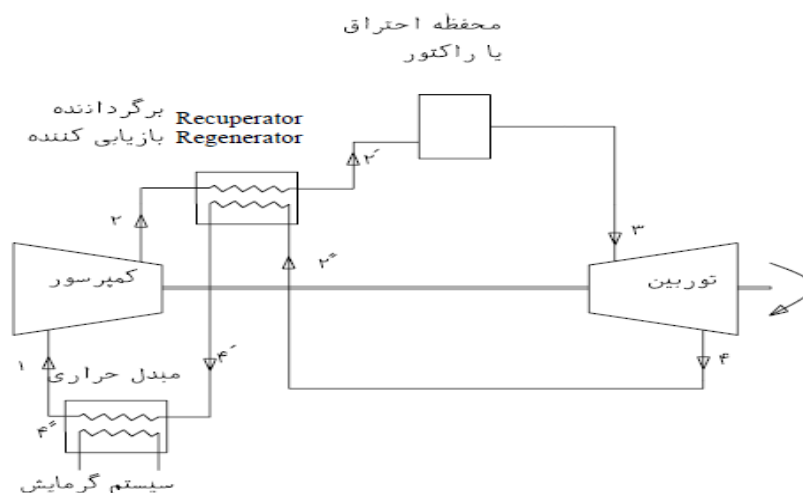 محفظه احتراق
یا راکتور
برگرداننده Recuperator
بازیابی کننده Regenerator
۲
۲′
۳
کمپرسور
۲″
توربین
۱
مبدل حراری
۴′
۴
۴″
سیستم گرمایش